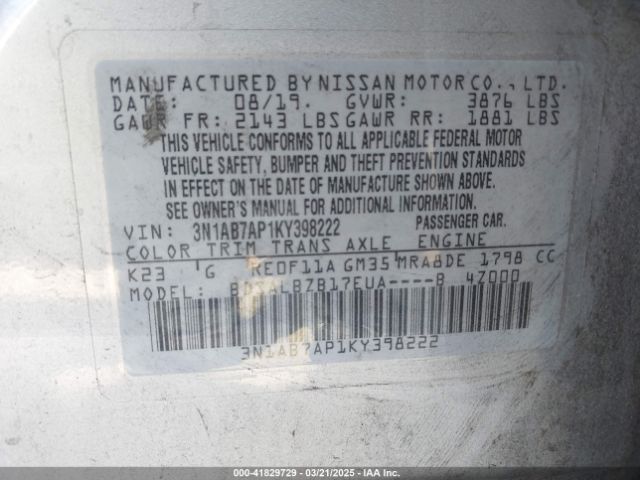 MANUFACTURED BY NISSAN MOTOR CO., LTD.
DATE: 08/19. GVWR: 3876 LBS
GAWR FR: 2143 LBS GAWR RR: 1881 LBS
THIS VEHICLE CONFORMS TO ALL APPLICABLE FEDERAL MOTOR
VEHICLE SAFETY, BUMPER AND THEFT PREVENTION STANDARDS
IN EFFECT ON THE DATE OF MANUFACTURE SHOWN ABOVE.
SEE OWNER'S MANUAL FOR ADDITIONAL INFORMATION.
VIN: 3N1AB7AP1KY398222 PASSENGER CAR.
COLOR TRIM TRANS AXLE ENGINE
K23 G RE0F11A GM35 MRA8DE 1798 CC
MODEL: 4Z000
3N1AB7AP1KY398222
000-41829729 - 03/21/2025 - IAA Inc.